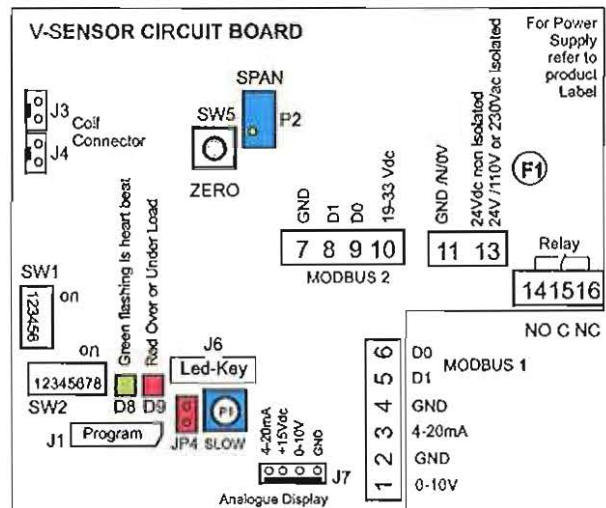 V-SENSOR CIRCUIT BOARD
For Power
Supply
refer to
product
Label
SPAN
J3
Coil
Connector
J4
SW5
P2
ZERO
GND
D1
D0
19-33 Vdc
7 8 9 10
MODBUS 2
GND /N/0V
24Vdc non Isolated
24V /110V or 230Vac Isolated
11 13
F1
Relay
141516
NO C NC
SW1
on
123456
on
12345678
SW2
Green flashing is heart beat
Rad Over or Under Load
D8 D9
J1 Program
J6
Led-Key
JP4
P1
SLOW
4-20mA
+15Vdc
0-10V
GND
J7
Analogue Display
6 D0
MODBUS 1
5 D1
4 GND
3 4-20mA
2 GND
1 0-10V